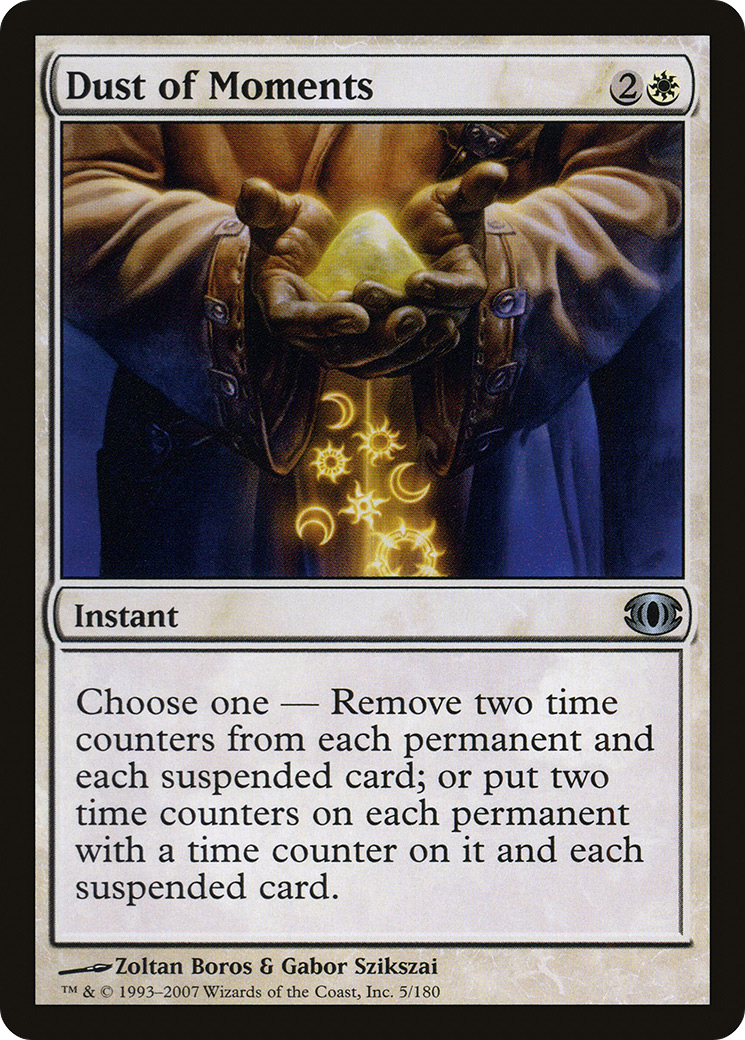 Dust of Moments 2
Instant
Choose one — Remove two time
counters from each permanent and
each suspended card; or put two
time counters on each permanent
with a time counter on it and each
suspended card.
Zoltan Boros & Gabor Szikszai
™ & © 1993–2007 Wizards of the Coast, Inc. 5/180